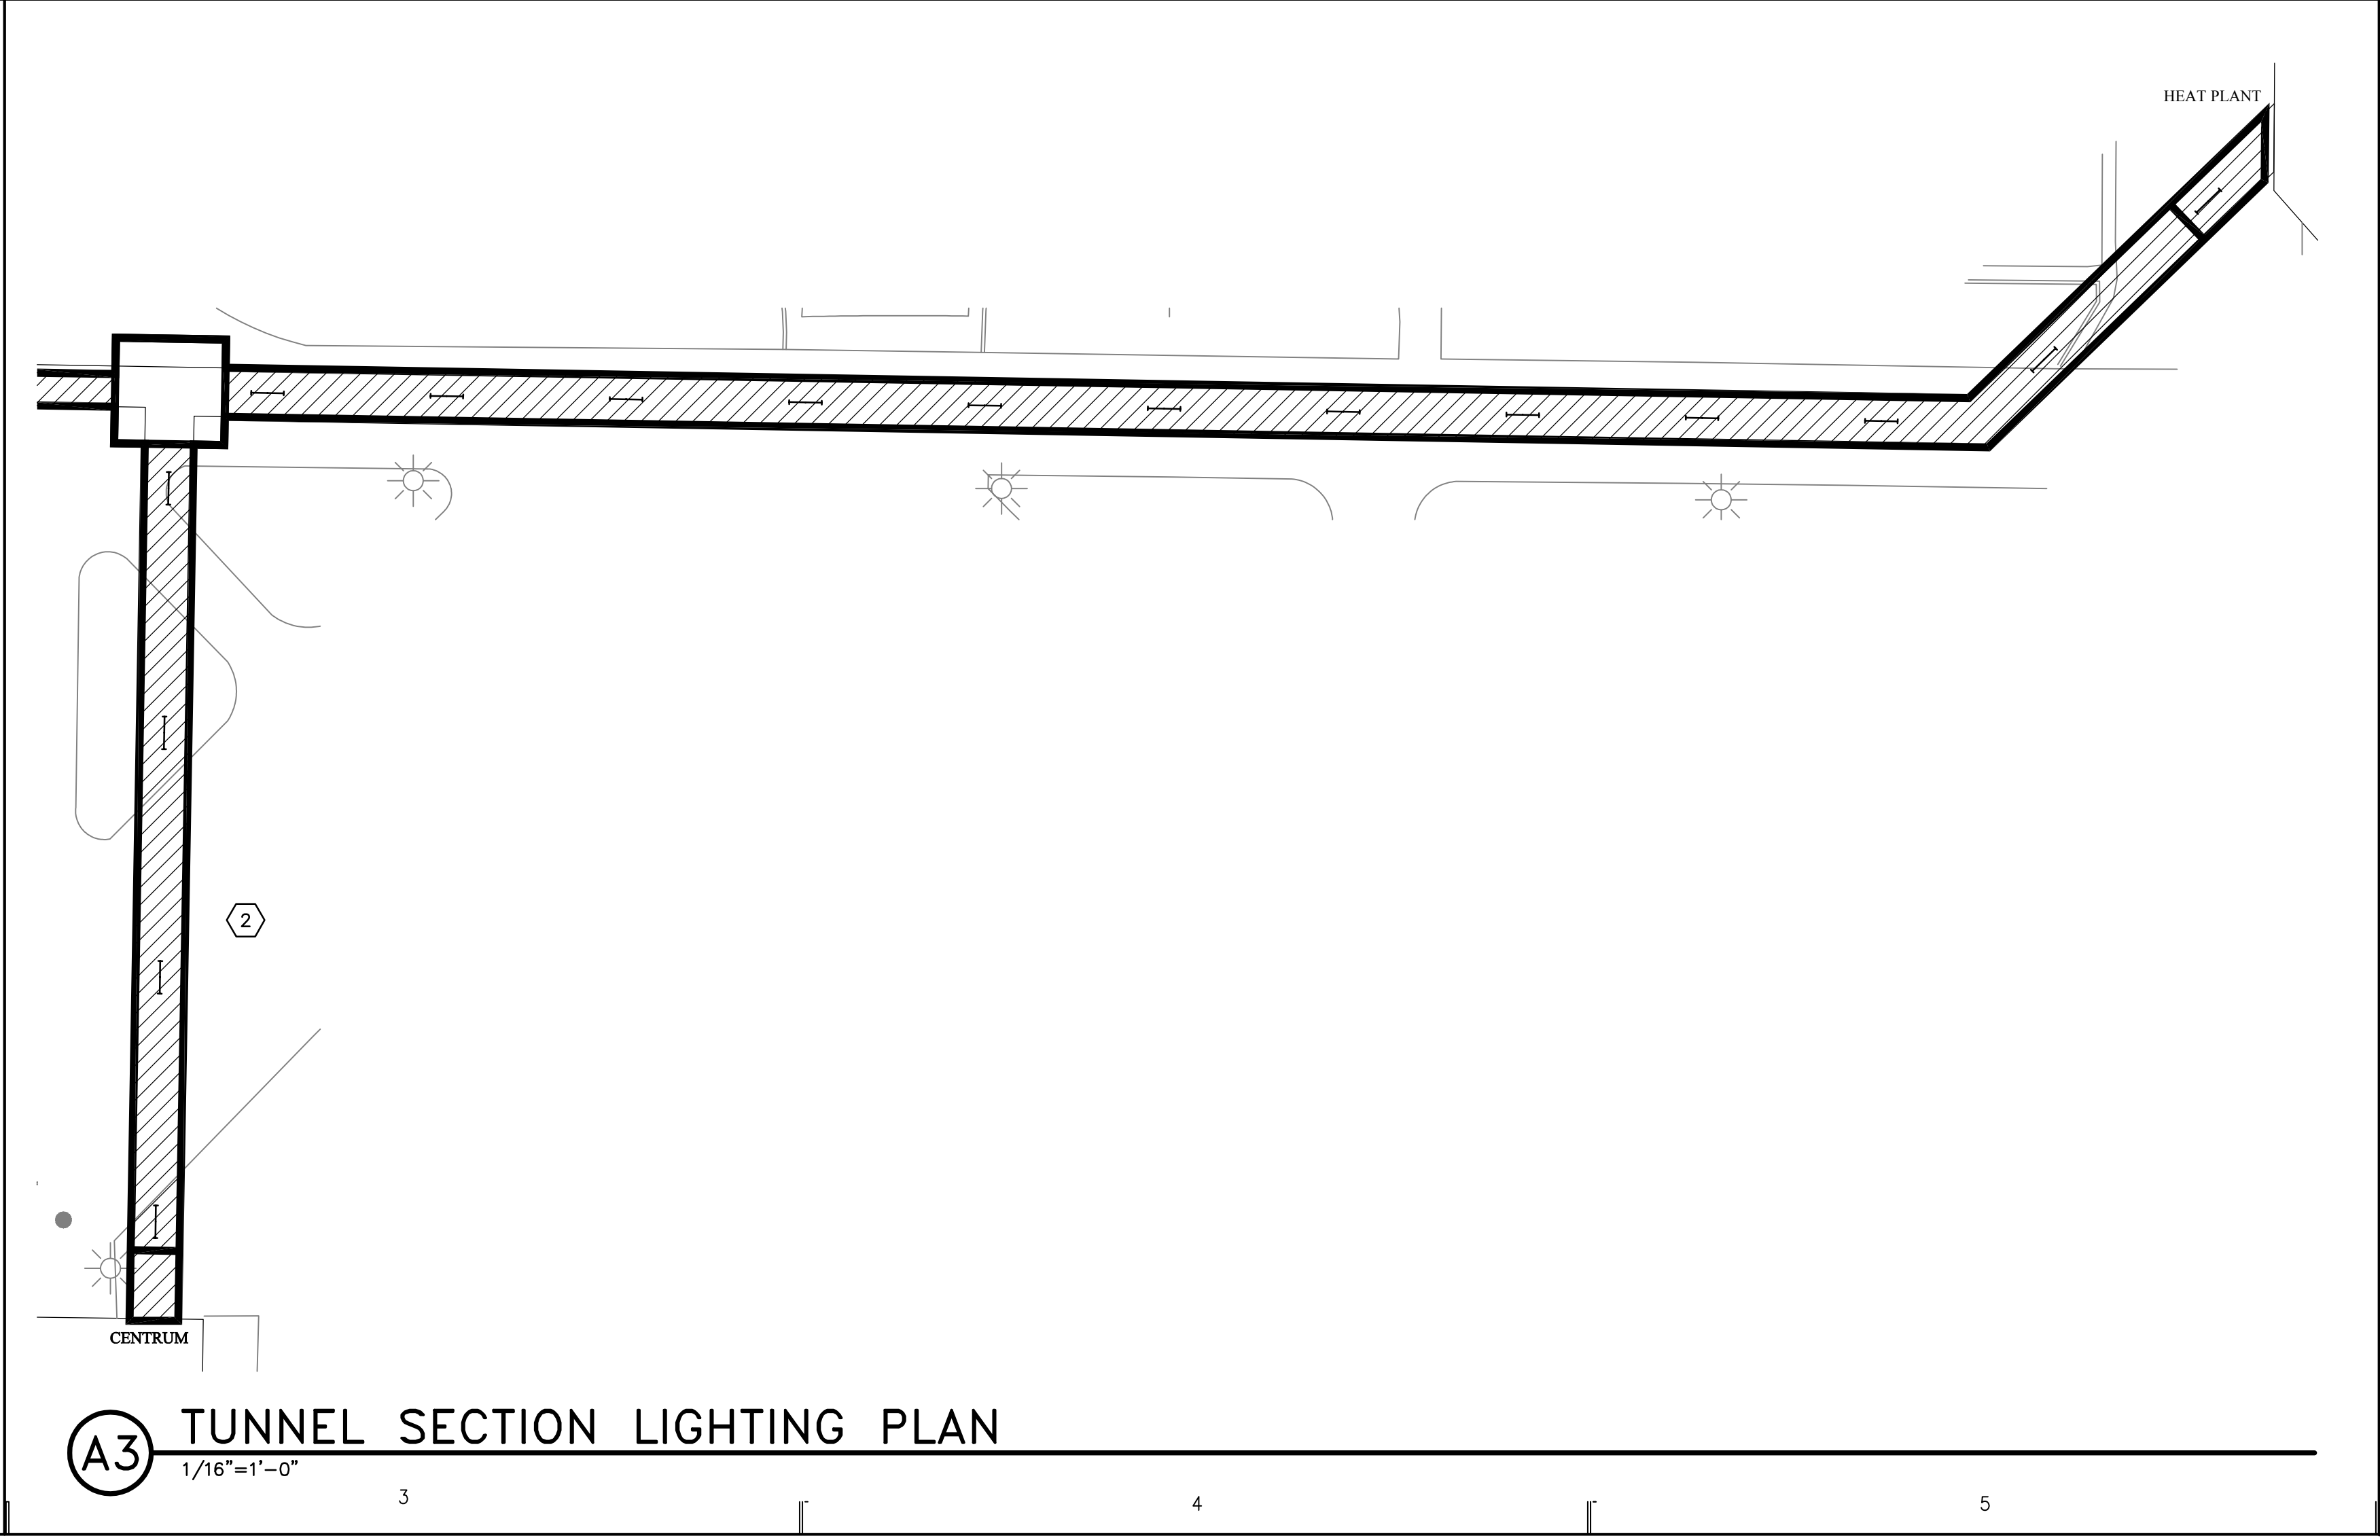 HEAT PLANT
2
CENTRUM
A3
TUNNEL SECTION LIGHTING PLAN
1/16"=1'-0"
3
4
5